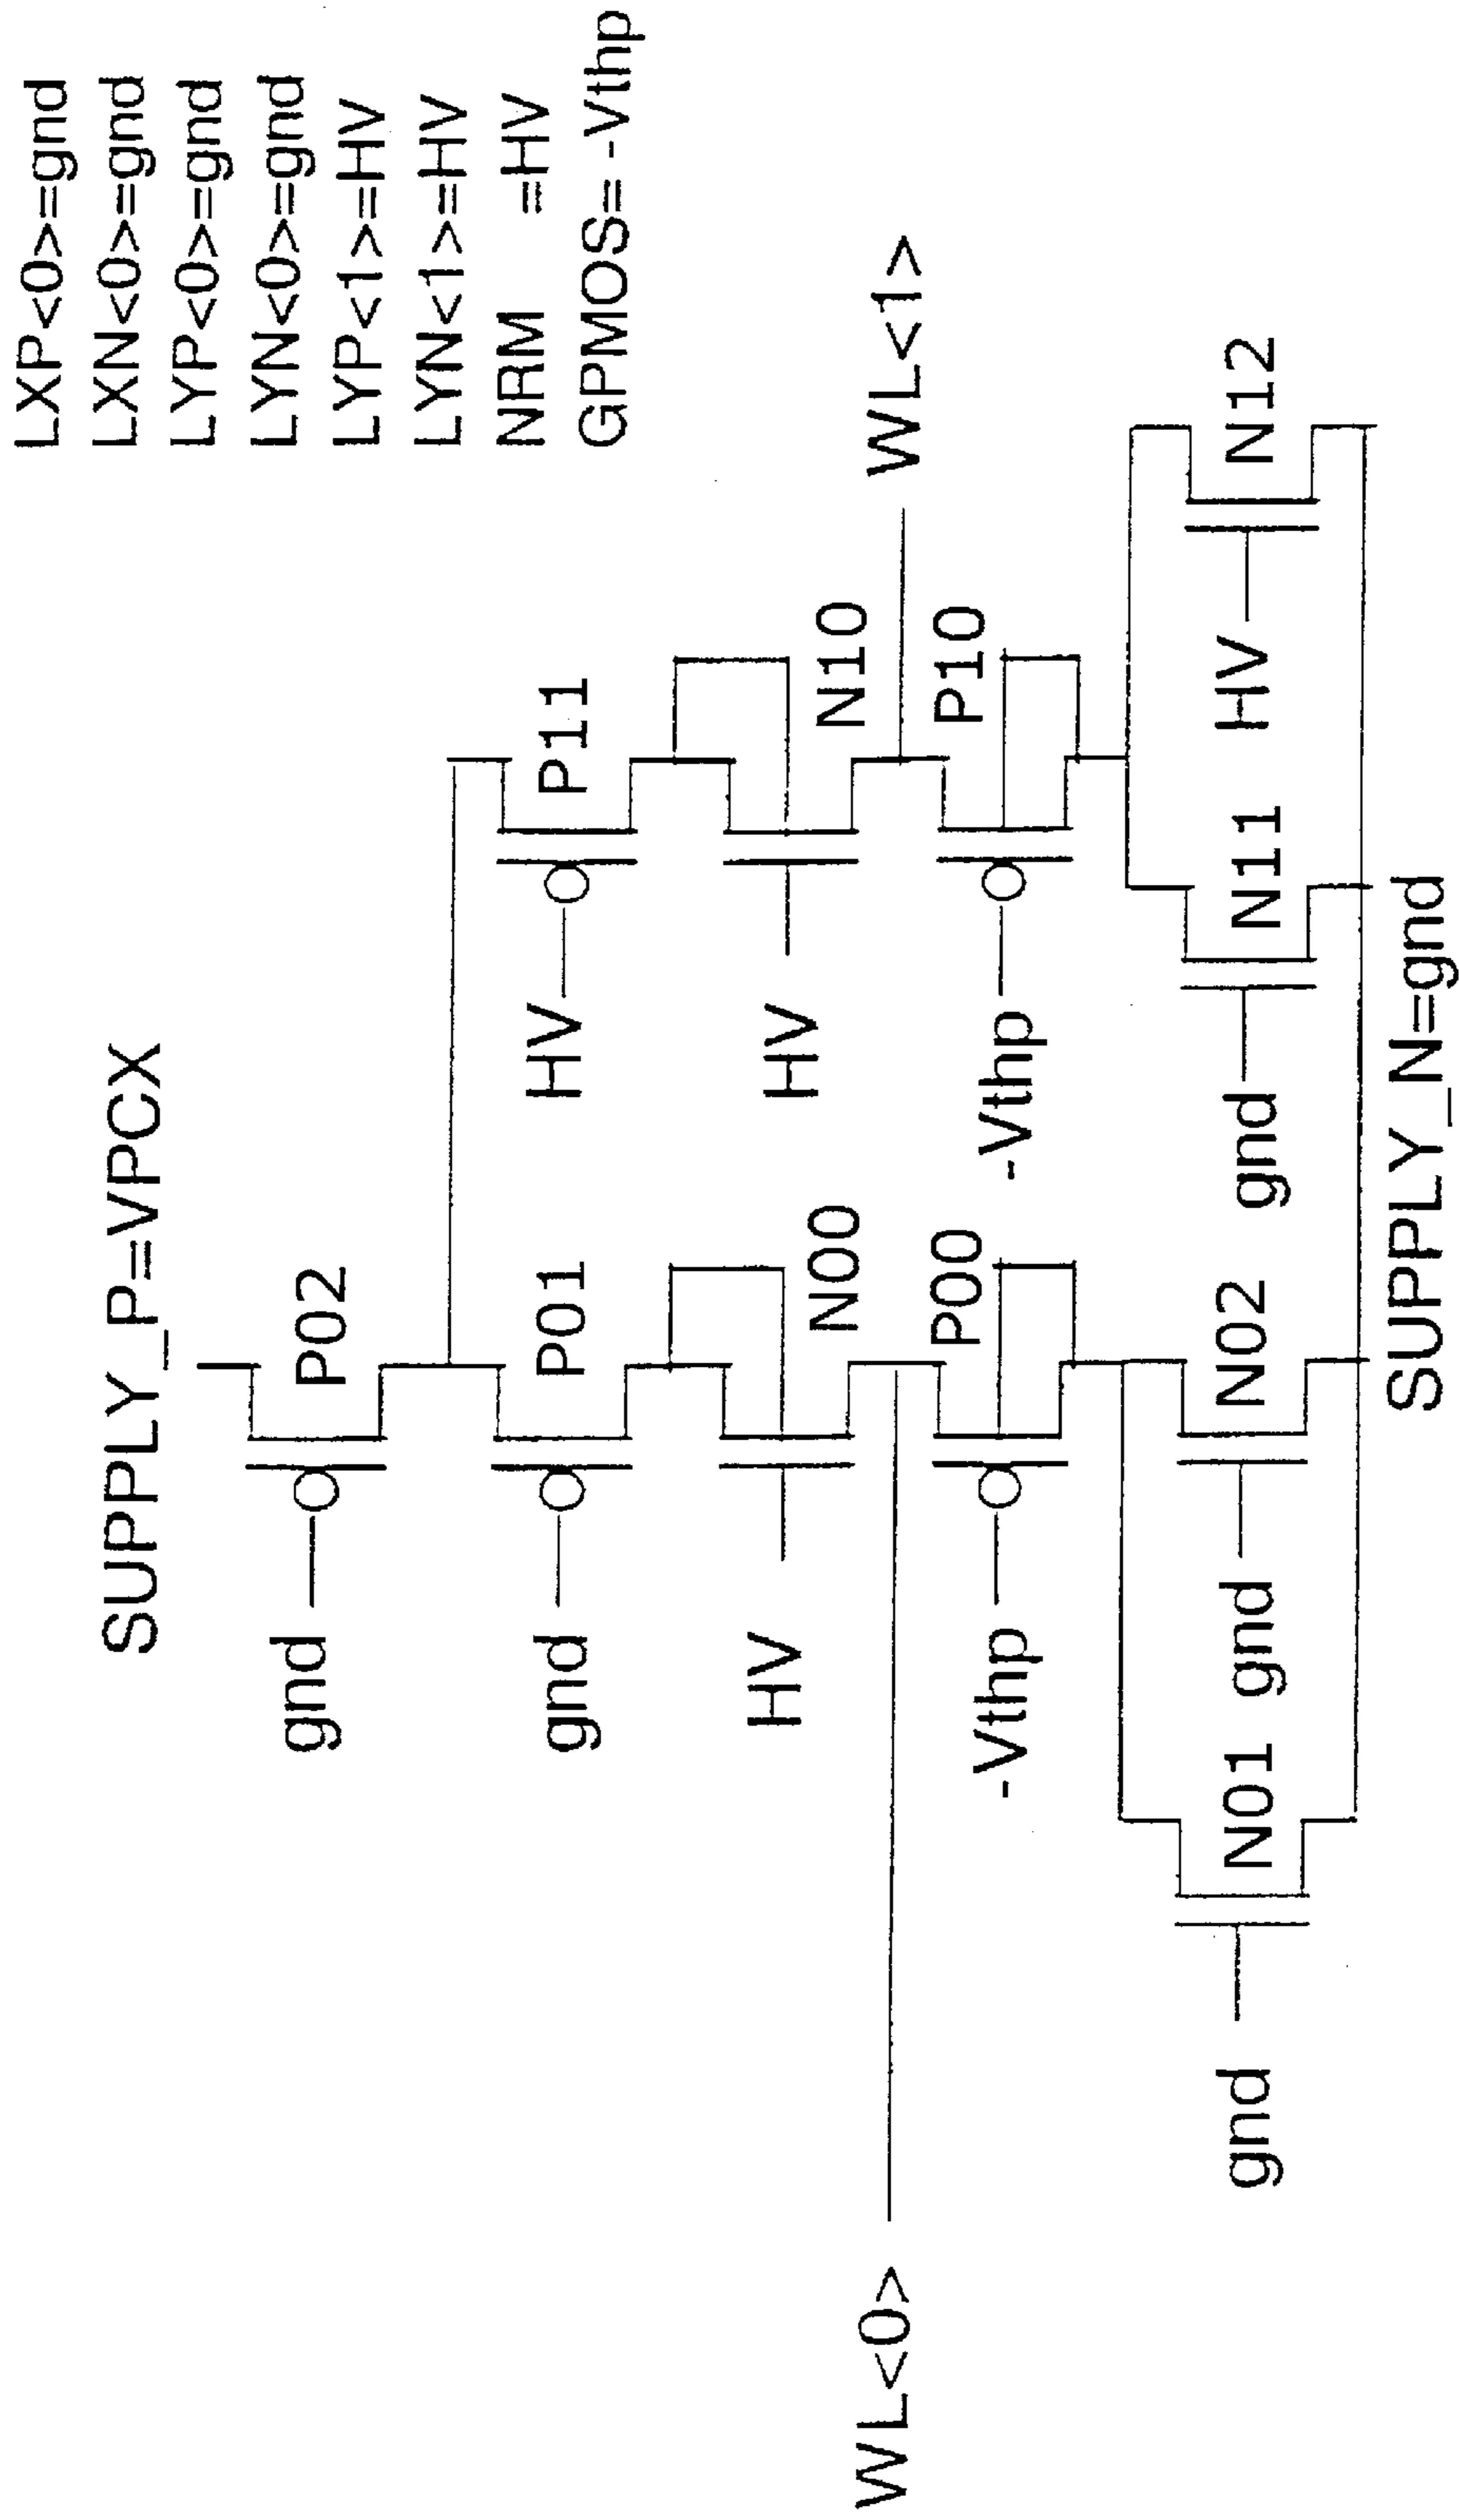 LXP<0>=gnd
LXN<0>=gnd
LYP<0>=gnd
LYN<0>=gnd
LYP<1>=HV
LYN<1>=HV
NRM =HV
GPMOS=-Vthp
SUPPLY_P=VPCX
gnd
P02
gnd
P01
HV
P11
HV
N00
HV
N10
WL<0>
WL<1>
-Vthp
P00
-Vthp
P10
gnd
N01
gnd
N02
gnd
N11
HV
N12
SUPPLY_N=gnd